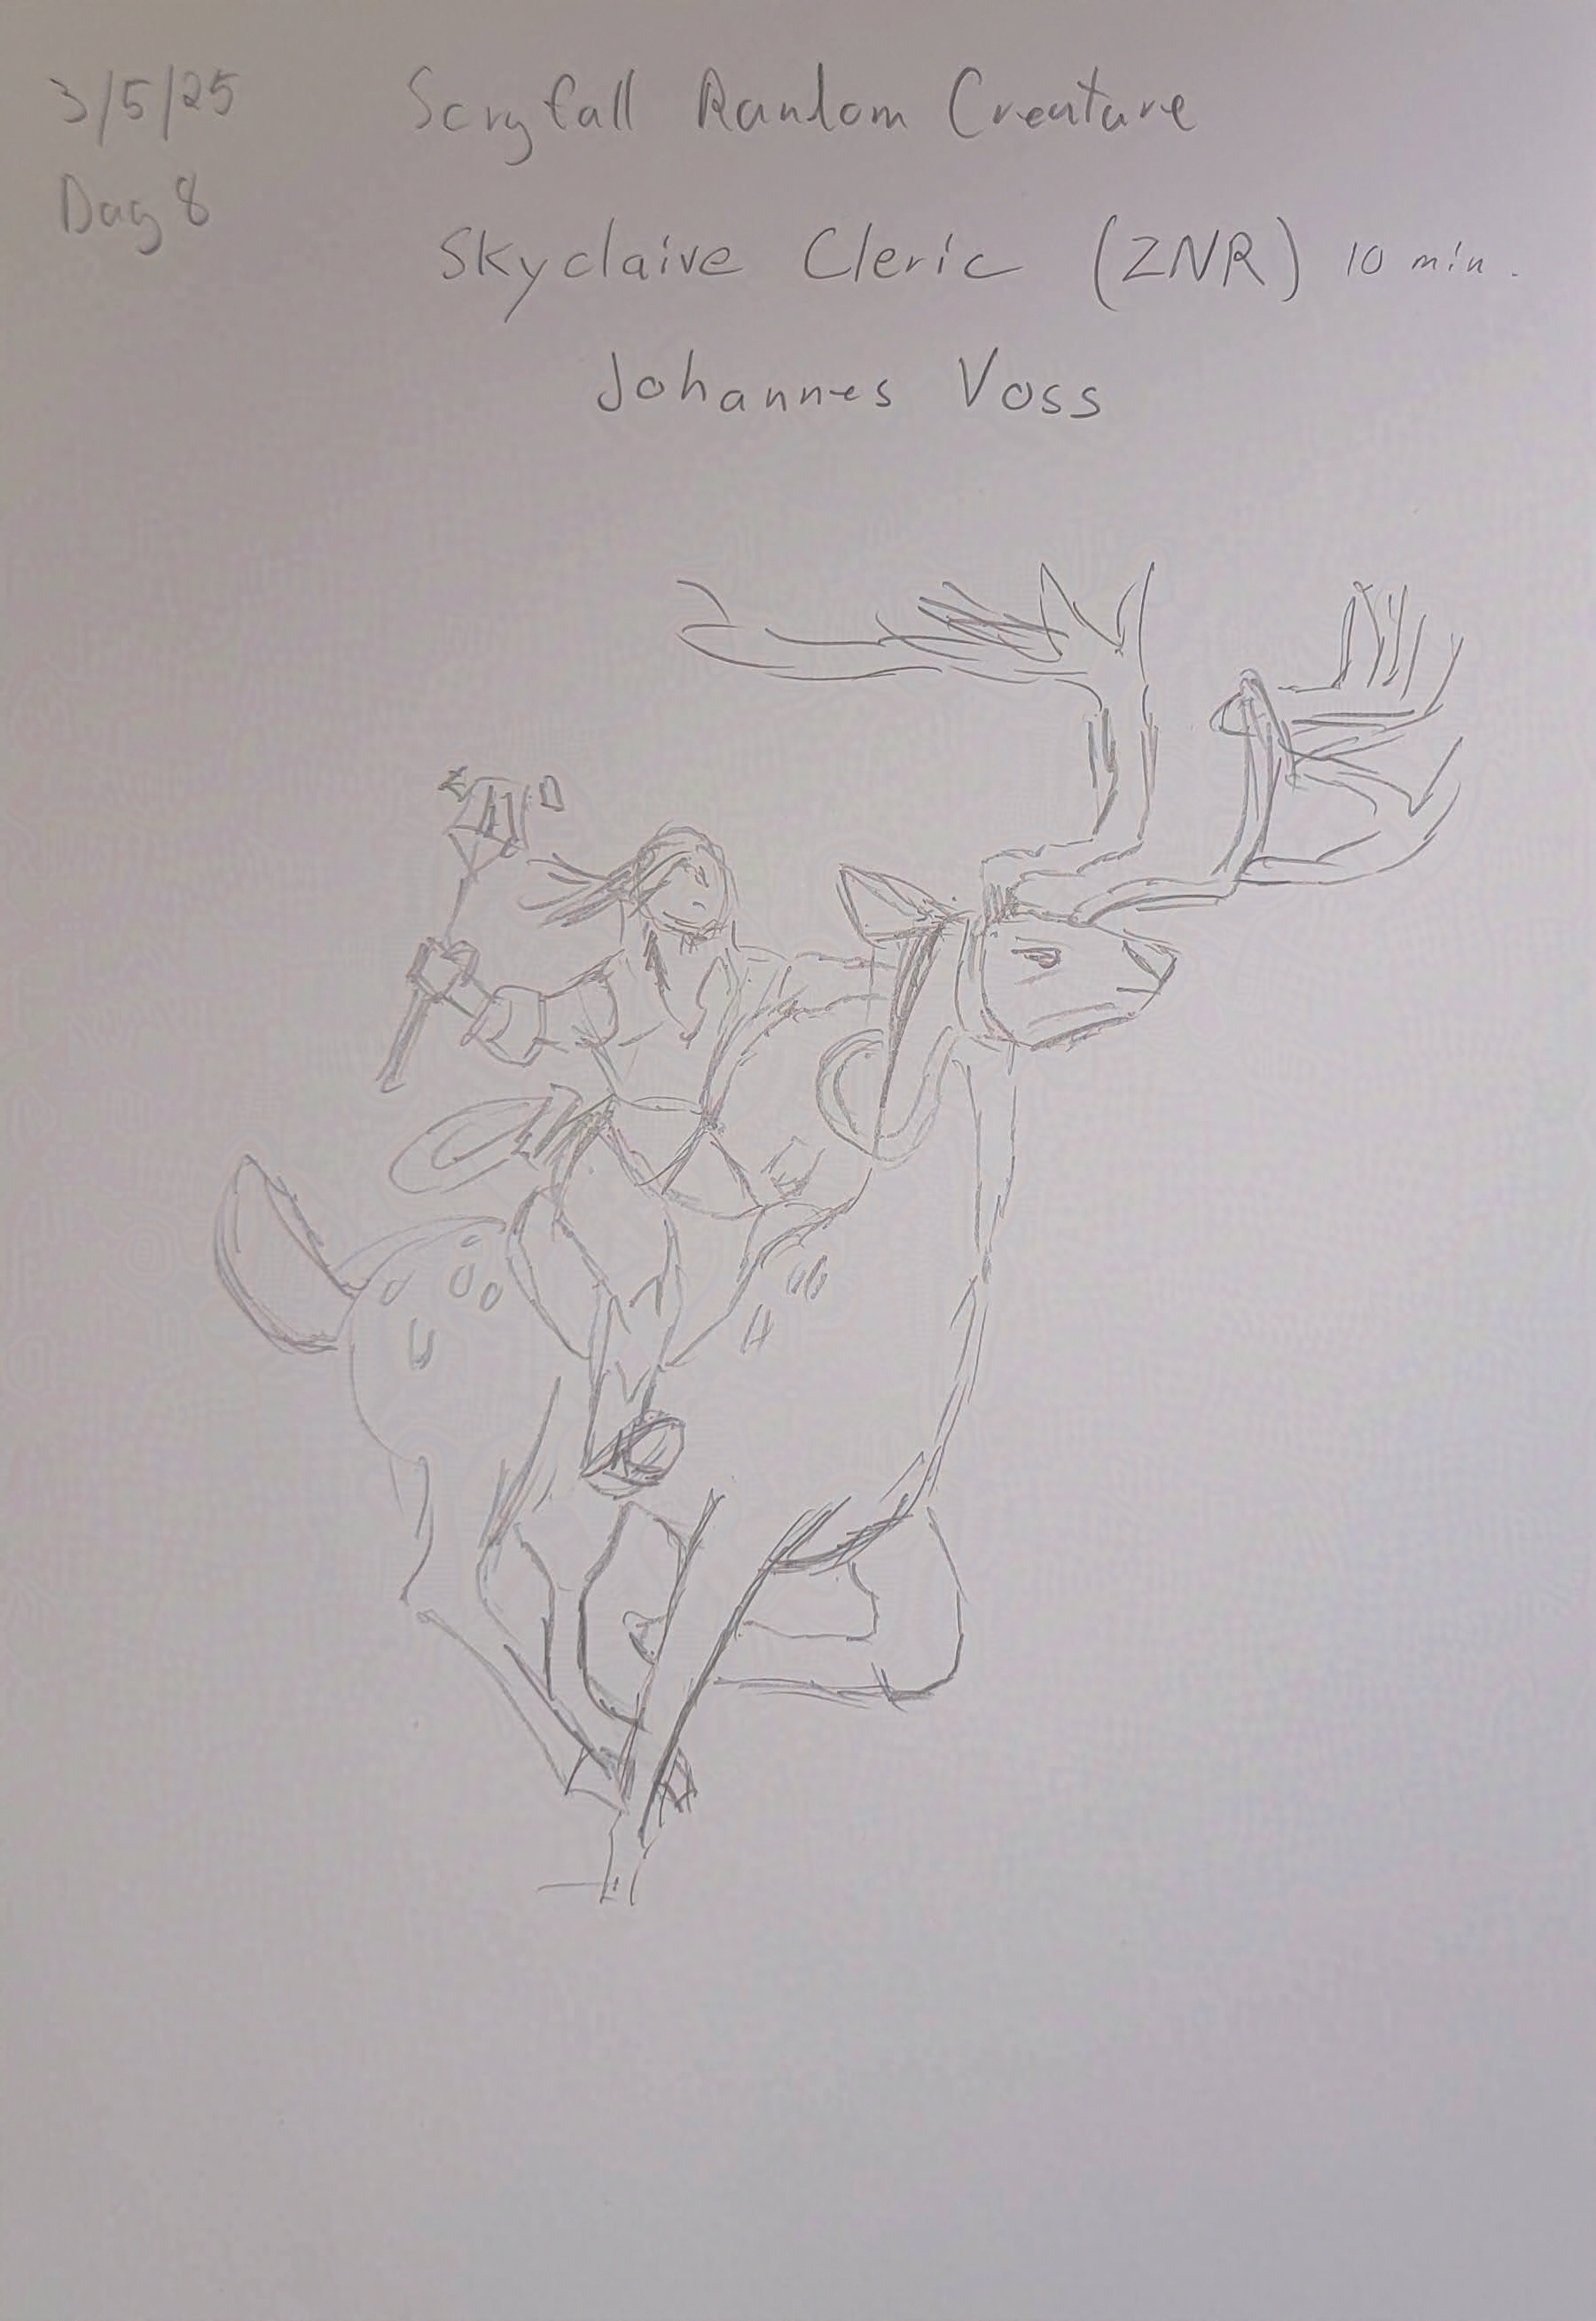 3/5/25
Scryfall Random Creature
Day 8
Skyclaive Cleric (ZNR) 10 min.
Johannes Voss